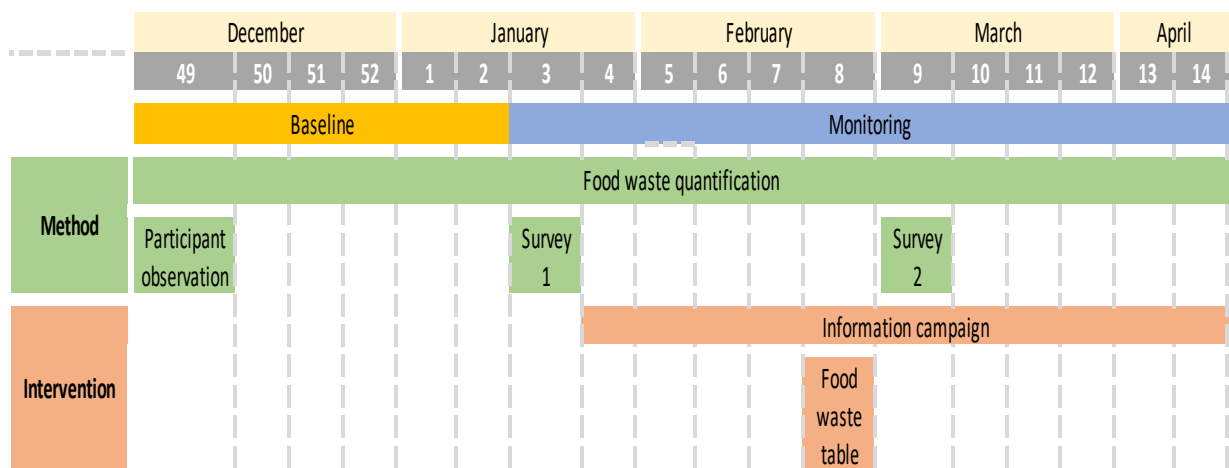 December January February March April
49 50 51 52 1 2 3 4 5 6 7 8 9 10 11 12 13 14
Baseline Monitoring
Food waste quantification
Method
Participant
observation
Survey
1
Survey
2
Information campaign
Intervention
Food
waste
table